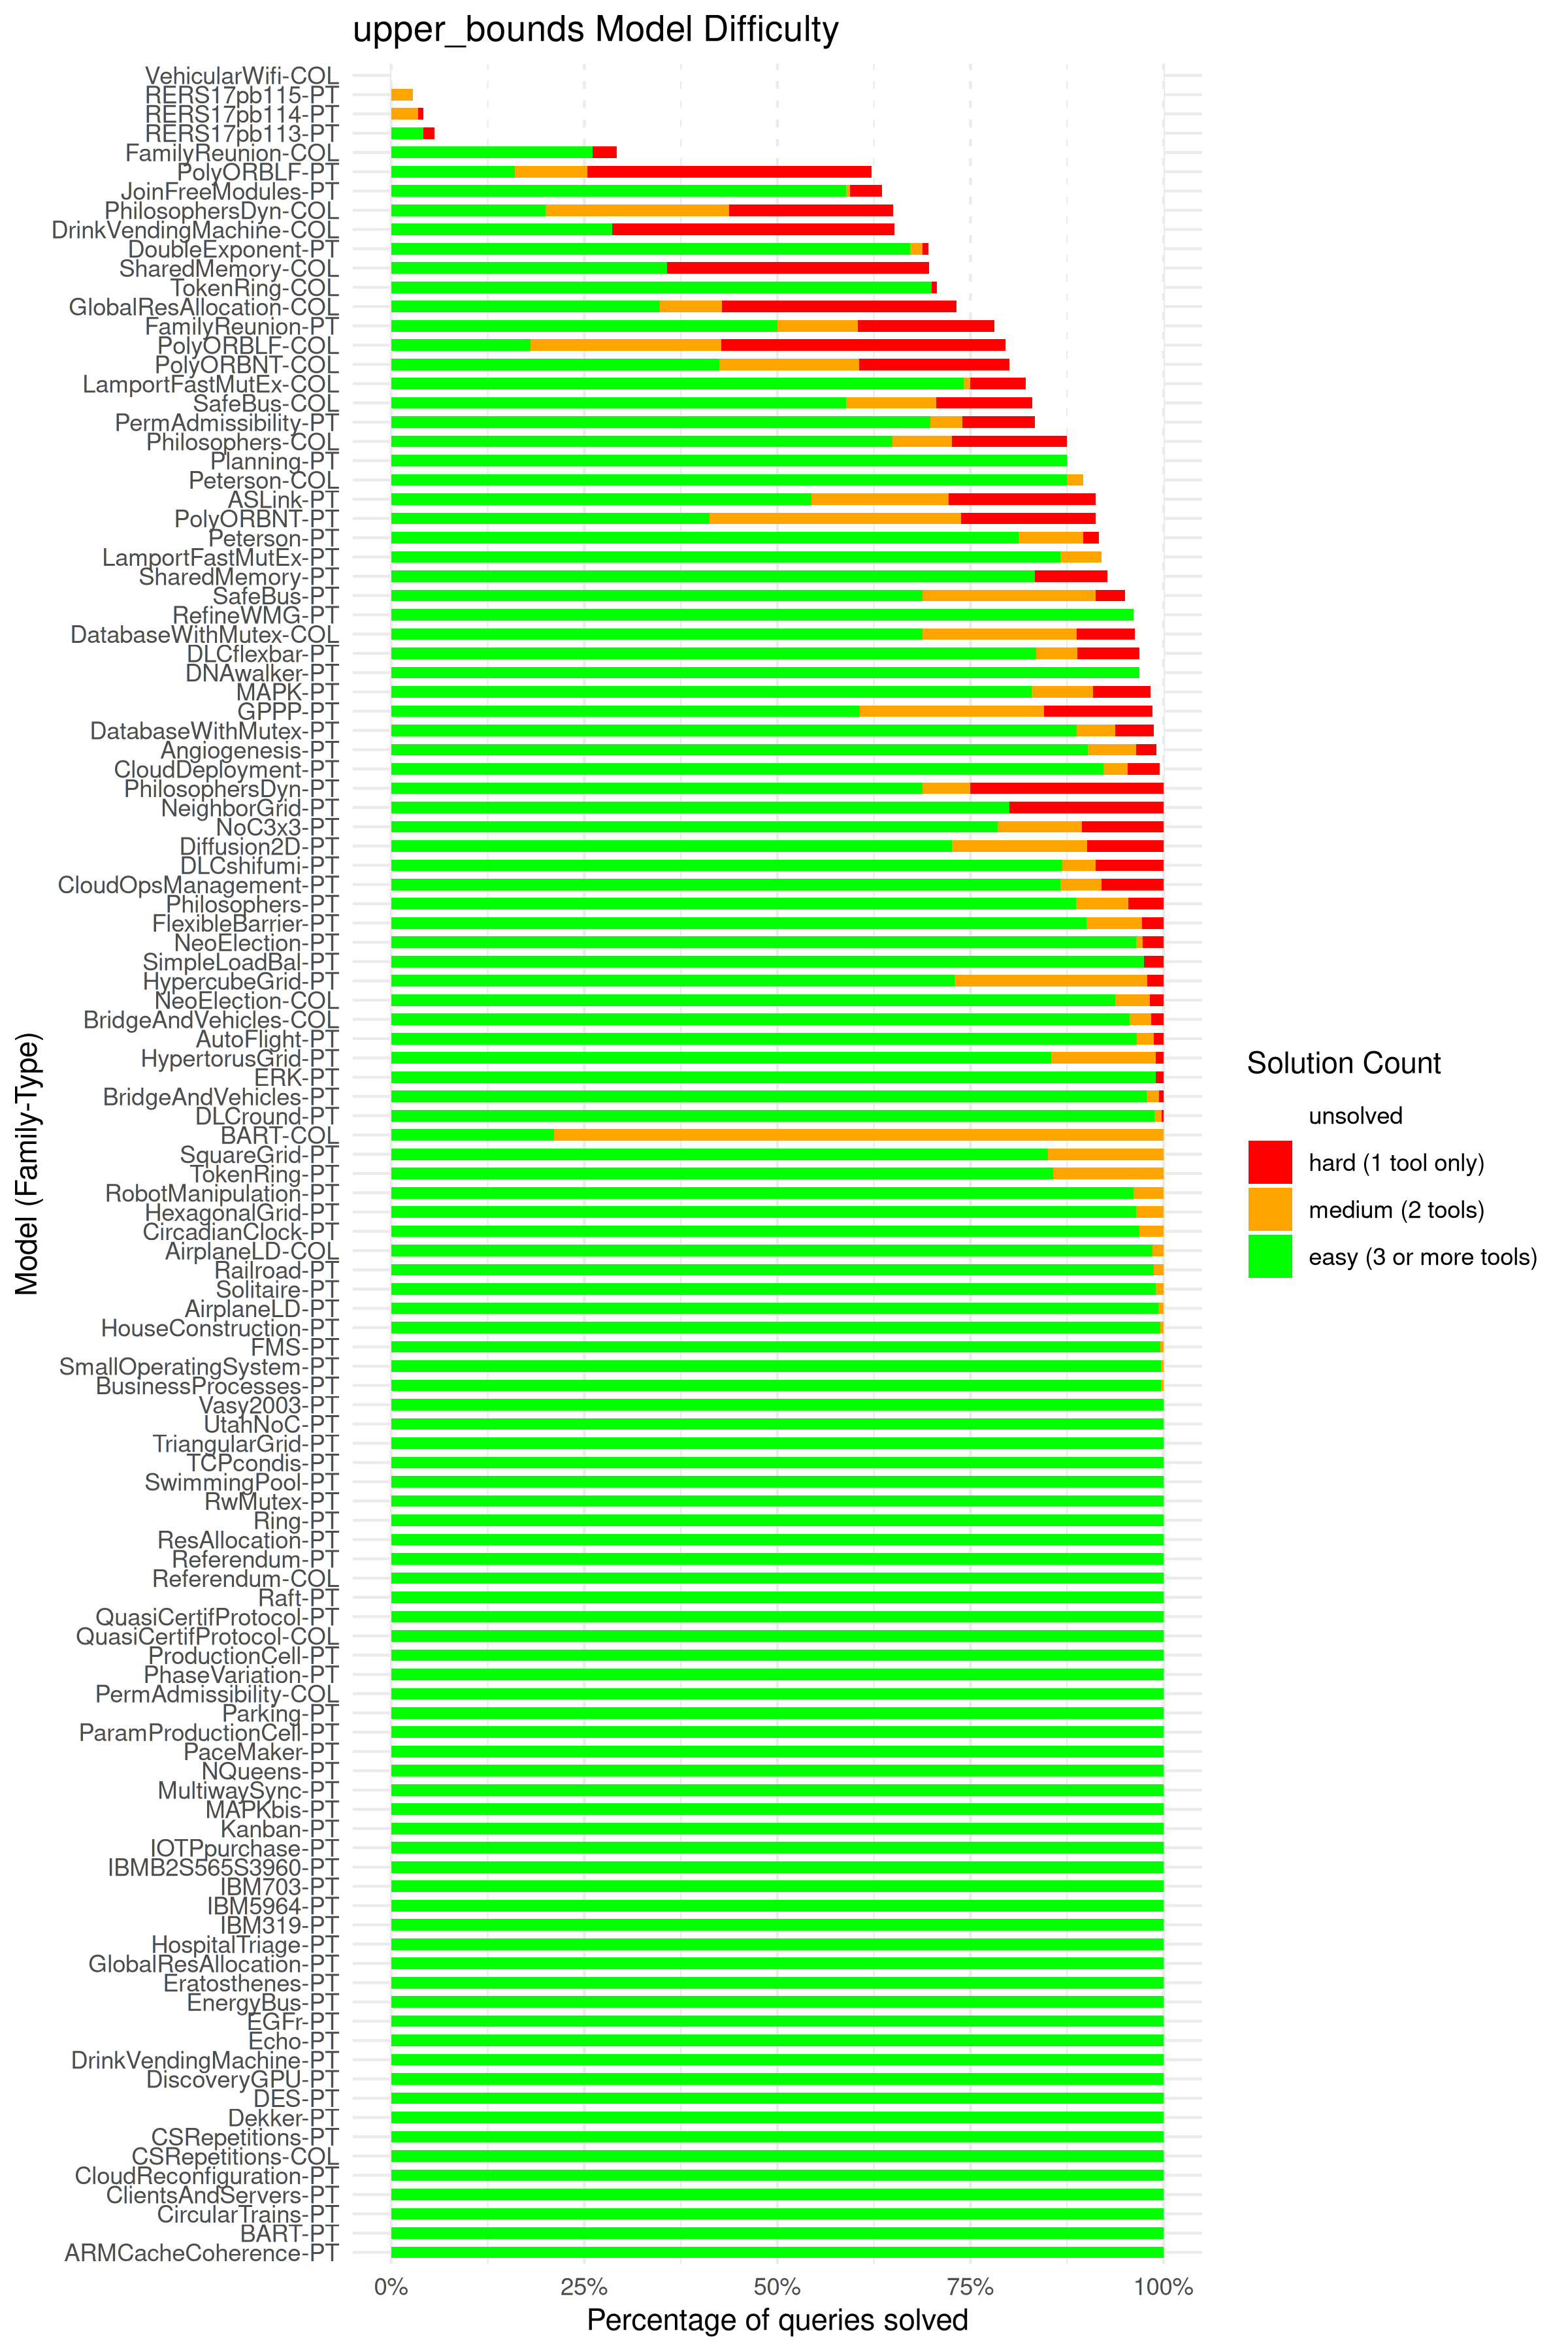 upper_bounds Model Difficulty
VehicularWifi-COL
RERS17pb115-PT
RERS17pb114-PT
RERS17pb113-PT
FamilyReunion-COL
PolyORBLF-PT
JoinFreeModules-PT
PhilosophersDyn-COL
DrinkVendingMachine-COL
DoubleExponent-PT
SharedMemory-COL
TokenRing-COL
GlobalResAllocation-COL
FamilyReunion-PT
PolyORBLF-COL
PolyORBNT-COL
LamportFastMutEx-COL
SafeBus-COL
PermAdmissibility-PT
Philosophers-COL
Planning-PT
Peterson-COL
ASLink-PT
PolyORBNT-PT
Peterson-PT
LamportFastMutEx-PT
SharedMemory-PT
SafeBus-PT
RefineWMG-PT
DatabaseWithMutex-COL
DLCflexbar-PT
DNAwalker-PT
MAPK-PT
GPPP-PT
DatabaseWithMutex-PT
Angiogenesis-PT
CloudDeployment-PT
PhilosophersDyn-PT
NeighborGrid-PT
NoC3x3-PT
Diffusion2D-PT
DLCshifumi-PT
CloudOpsManagement-PT
Philosophers-PT
FlexibleBarrier-PT
NeoElection-PT
SimpleLoadBal-PT
HypercubeGrid-PT
NeoElection-COL
BridgeAndVehicles-COL
AutoFlight-PT
HypertorusGrid-PT
ERK-PT
BridgeAndVehicles-PT
DLCround-PT
BART-COL
SquareGrid-PT
TokenRing-PT
RobotManipulation-PT
HexagonalGrid-PT
CircadianClock-PT
AirplaneLD-COL
Railroad-PT
Solitaire-PT
AirplaneLD-PT
HouseConstruction-PT
FMS-PT
SmallOperatingSystem-PT
BusinessProcesses-PT
Vasy2003-PT
UtahNoC-PT
TriangularGrid-PT
TCPcondis-PT
SwimmingPool-PT
RwMutex-PT
Ring-PT
ResAllocation-PT
Referendum-PT
Referendum-COL
Raft-PT
QuasiCertifProtocol-PT
QuasiCertifProtocol-COL
ProductionCell-PT
PhaseVariation-PT
PermAdmissibility-COL
Parking-PT
ParamProductionCell-PT
PaceMaker-PT
NQueens-PT
MultiwaySync-PT
MAPKbis-PT
Kanban-PT
IOTPpurchase-PT
IBMB2S565S3960-PT
IBM703-PT
IBM5964-PT
IBM319-PT
HospitalTriage-PT
GlobalResAllocation-PT
Eratosthenes-PT
EnergyBus-PT
EGFr-PT
Echo-PT
DrinkVendingMachine-PT
DiscoveryGPU-PT
DES-PT
Dekker-PT
CSRepetitions-PT
CSRepetitions-COL
CloudReconfiguration-PT
ClientsAndServers-PT
CircularTrains-PT
BART-PT
ARMCacheCoherence-PT
0% 25% 50% 75% 100%
Percentage of queries solved
Model (Family-Type)
Solution Count
unsolved
hard (1 tool only)
medium (2 tools)
easy (3 or more tools)